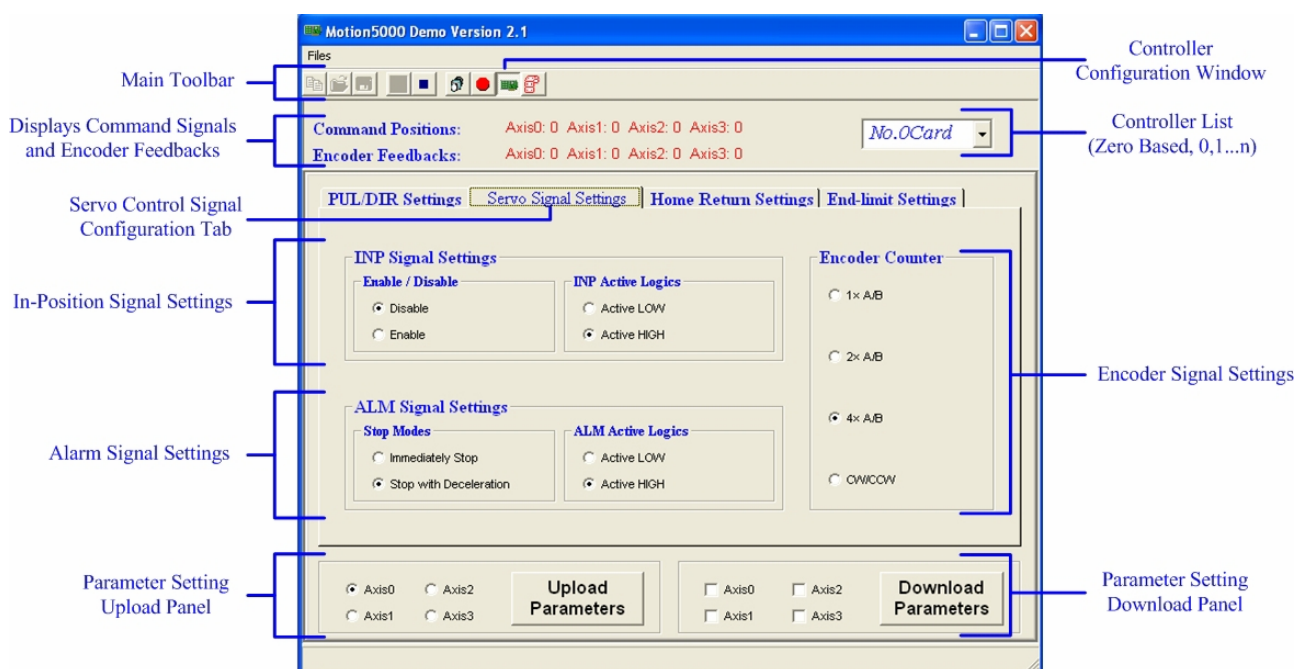 Motion5000 Demo Version 2.1
Files
Main Toolbar
Controller
Configuration Window
Displays Command Signals
and Encoder Feedbacks
Command Positions: Axis0: 0 Axis1: 0 Axis2: 0 Axis3: 0
Encoder Feedbacks: Axis0: 0 Axis1: 0 Axis2: 0 Axis3: 0
No.0Card
Controller List
(Zero Based, 0,1...n)
Servo Control Signal
Configuration Tab
PUL/DIR Settings Servo Signal Settings Home Return Settings End-limit Settings
In-Position Signal Settings
INP Signal Settings
Enable / Disable
Disable
Enable
INP Active Logics
Active LOW
Active HIGH
Encoder Counter
1× A/B
2× A/B
4× A/B
CW/CCW
Encoder Signal Settings
Alarm Signal Settings
ALM Signal Settings
Stop Modes
Immediately Stop
Stop with Deceleration
ALM Active Logics
Active LOW
Active HIGH
Parameter Setting
Upload Panel
Axis0 Axis2
Axis1 Axis3
Upload
Parameters
Axis0 Axis2
Axis1 Axis3
Download
Parameters
Parameter Setting
Download Panel